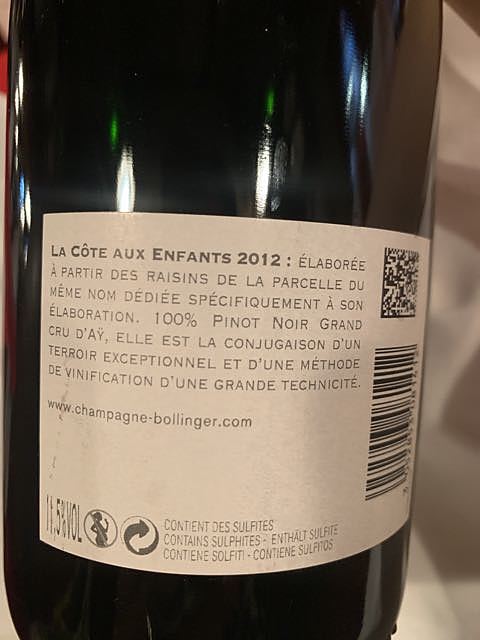 LA CÔTE AUX ENFANTS 2012 : ÉLABORÉE
À PARTIR DES RAISINS DE LA PARCELLE DU
MÊME NOM DÉDIÉE SPÉCIFIQUEMENT À SON
ÉLABORATION. 100% PINOT NOIR GRAND
CRU D'AŸ, ELLE EST LA CONJUGAISON D'UN
TERROIR EXCEPTIONNEL ET D'UNE MÉTHODE
DE VINIFICATION D'UNE GRANDE TECHNICITÉ.
www.champagne-bollinger.com
11,5%VOL
CONTIENT DES SULFITES
CONTAINS SULPHITES - ENTHÄLT SULFITE
CONTIENE SOLFITI - CONTIENE SULFITOS